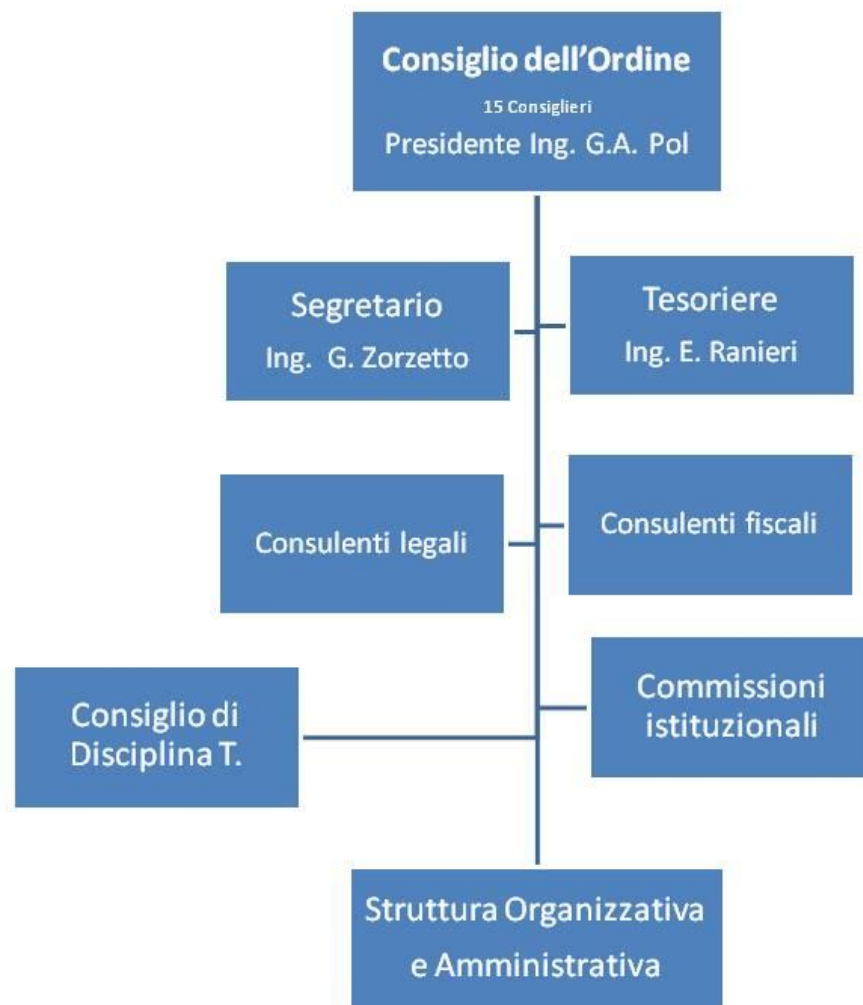 Consiglio dell'Ordine
15 Consiglieri
Presidente Ing. G.A. Pol
Segretario
Ing. G. Zorzetto
Tesoriere
Ing. E. Ranieri
Consulenti legali
Consulenti fiscali
Consiglio di
Disciplina T.
Commissioni
istituzionali
Struttura Organizzativa
e Amministrativa